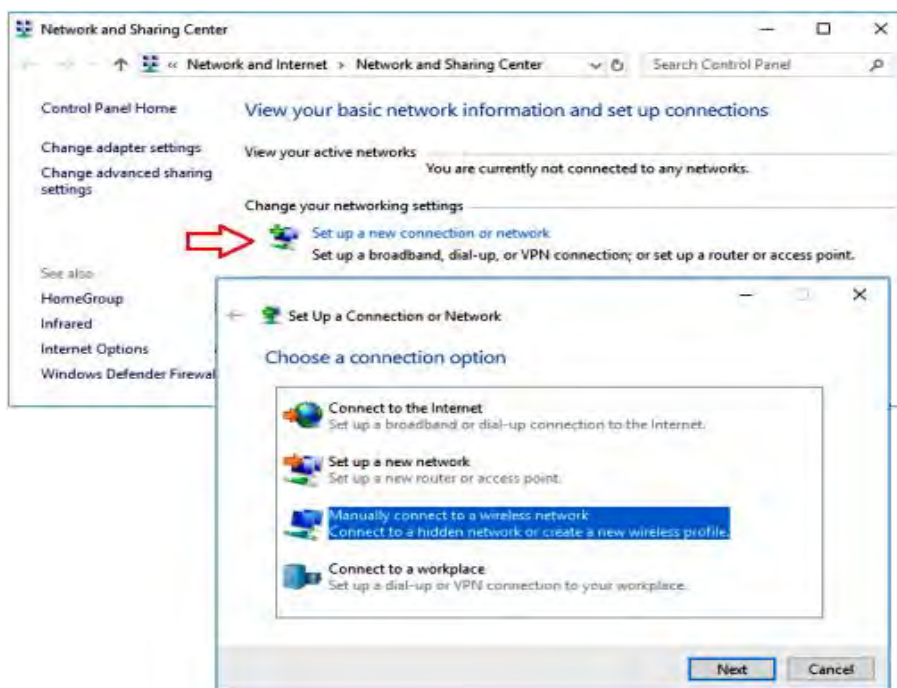 Network and Sharing Center
« Network and Internet > Network and Sharing Center
Search Control Panel
Control Panel Home
View your basic network information and set up connections
Change adapter settings
Change advanced sharing
settings
View your active networks
You are currently not connected to any networks.
Change your networking settings
Set up a new connection or network
Set up a broadband, dial-up, or VPN connection; or set up a router or access point.
See also
HomeGroup
Infrared
Internet Options
Windows Defender Firewal
Set Up a Connection or Network
Choose a connection option
Connect to the Internet
Set up a broadband or dial-up connection to the Internet.
Set up a new network
Set up a new router or access point.
Manually connect to a wireless network
Connect to a hidden network or create a new wireless profile.
Connect to a workplace
Set up a dial-up or VPN connection to your workplace.
Next
Cancel